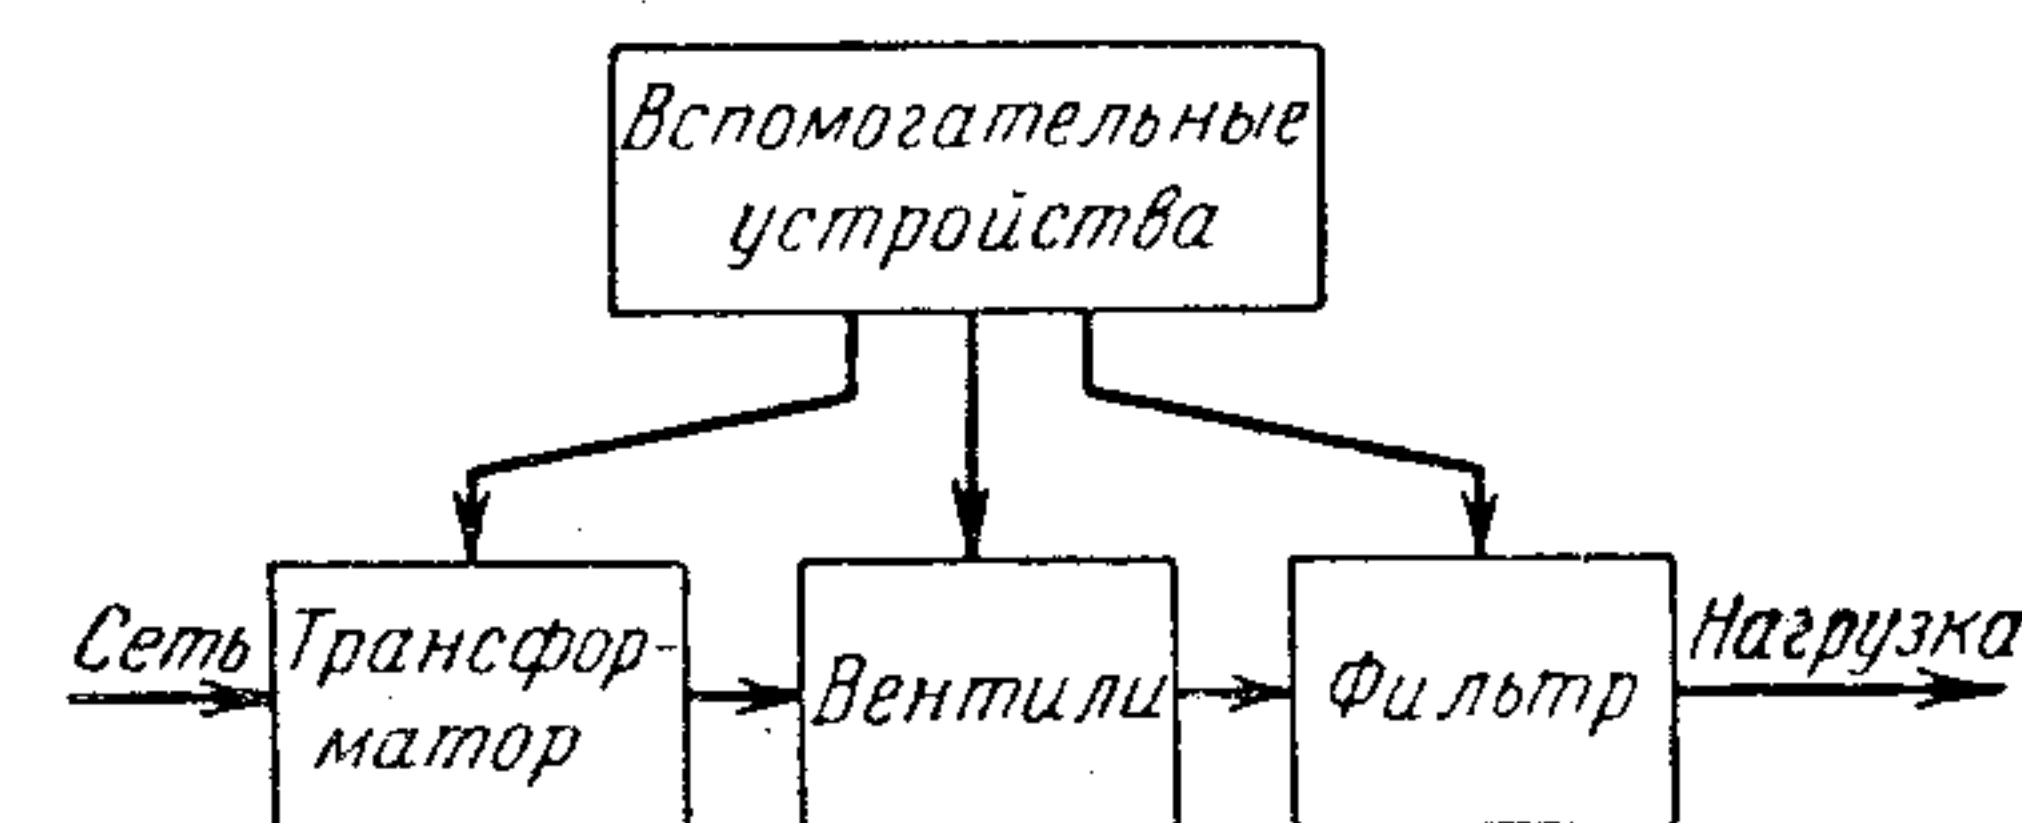 Вспомогательные
устройства
Сеть
Трансфор-
матор
Вентили
Фильтр
Нагрузка